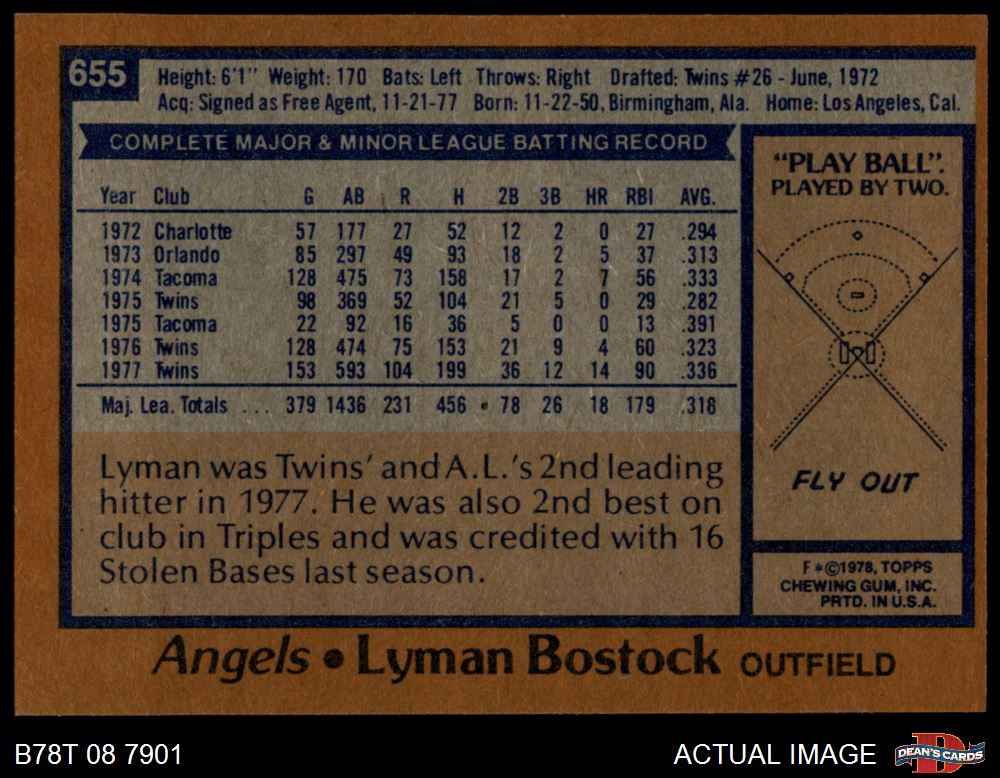 655
Height: 6'1" Weight: 170 Bats: Left Throws: Right Drafted: Twins #26 - June, 1972
Acq: Signed as Free Agent, 11-21-77 Born: 11-22-50, Birmingham, Ala. Home: Los Angeles, Cal.
COMPLETE MAJOR & MINOR LEAGUE BATTING RECORD
Year Club G AB R H 2B 3B HR RBI AVG.
1972 Charlotte 57 177 27 52 12 2 0 27 .294
1973 Orlando 85 297 49 93 18 2 5 37 .313
1974 Tacoma 128 475 73 158 17 2 7 56 .333
1975 Twins 98 369 52 104 21 5 0 29 .282
1975 Tacoma 22 92 16 36 5 0 0 13 .391
1976 Twins 128 474 75 153 21 9 4 60 .323
1977 Twins 153 593 104 199 36 12 14 90 .336
Maj. Lea. Totals ... 379 1436 231 456 78 26 18 179 .318
Lyman was Twins' and A.L.'s 2nd leading
hitter in 1977. He was also 2nd best on
club in Triples and was credited with 16
Stolen Bases last season.
"PLAY BALL".
PLAYED BY TWO.
FLY OUT
F*©1978, TOPPS
CHEWING GUM, INC.
PRTD. IN U.S.A.
Angels • Lyman Bostock OUTFIELD
B78T 08 7901
ACTUAL IMAGE
DEAN'S CARDS